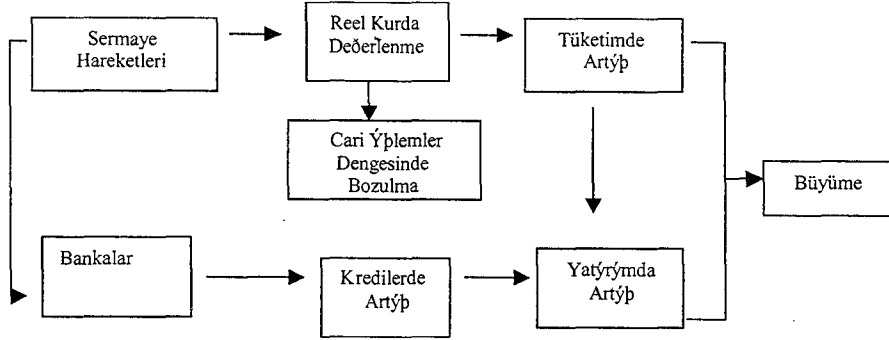 Sermaye
Hareketleri
Reel Kurda
Deðerlenme
Tüketimde
Artýþ
Cari Ýþlemler
Dengesinde
Bozulma
Büyüme
Bankalar
Kredilerde
Artýþ
Yatýrýmda
Artýþ